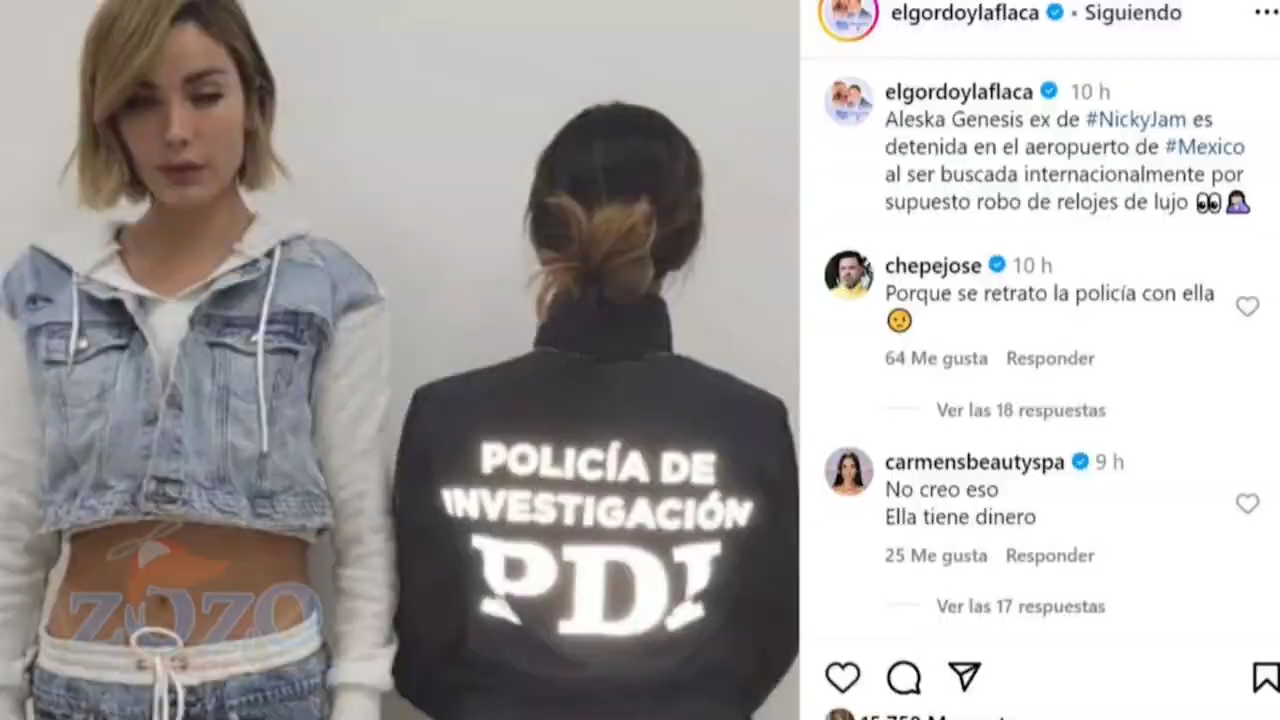 elgordoylaflaca • Siguiendo
elgordoylaflaca 10 h
Aleska Genesis ex de #NickyJam es
detenida en el aeropuerto de #Mexico
al ser buscada internacionalmente por
supuesto robo de relojes de lujo 👀🙇🏻‍♀️
chepejose 10 h
Porque se retrato la policía con ella
😟
64 Me gusta Responder
Ver las 18 respuestas
carmensbeautyspa 9 h
No creo eso
Ella tiene dinero
25 Me gusta Responder
Ver las 17 respuestas
POLICÍA DE
INVESTIGACIÓN
PDI
zozo